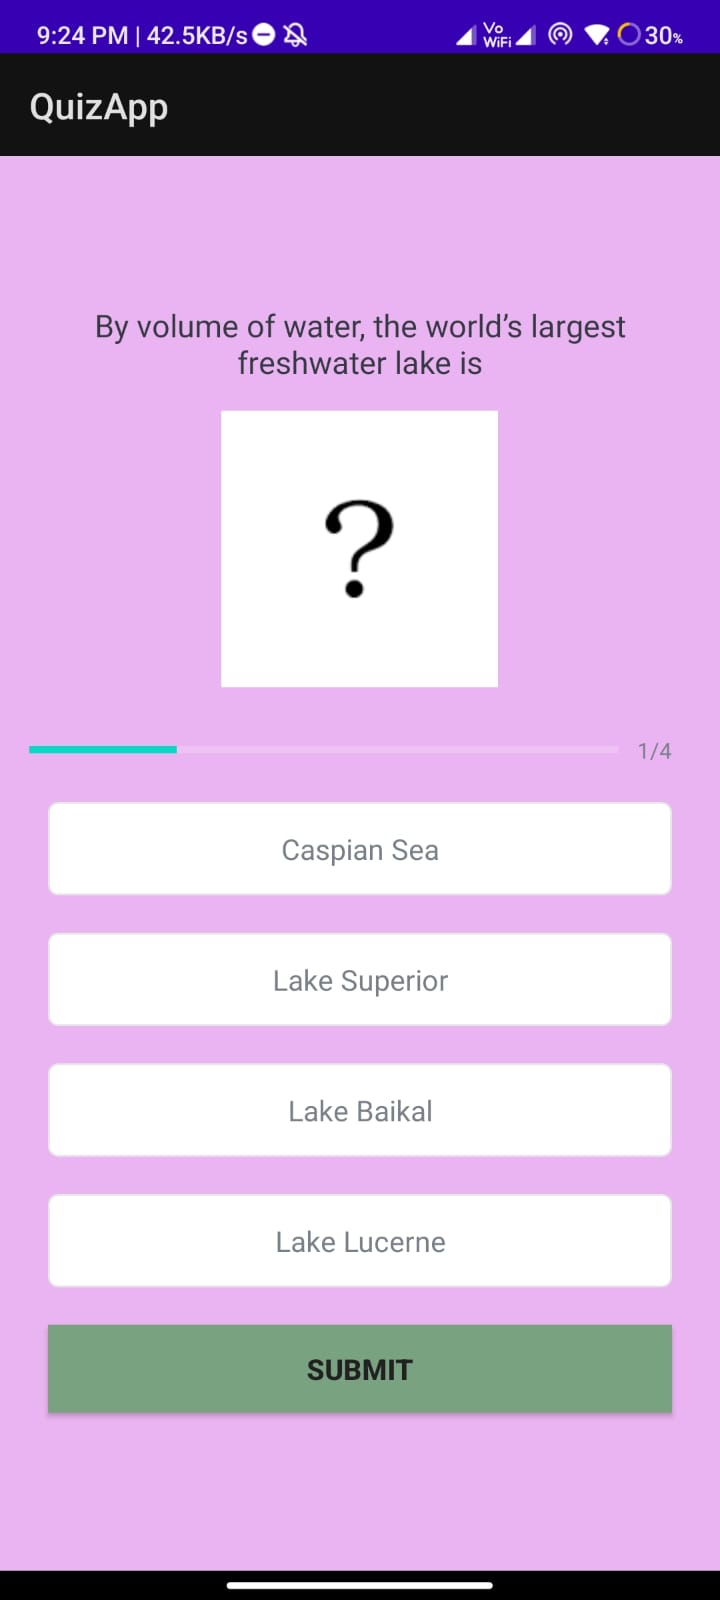 9:24 PM | 42.5KB/s
Vo
WiFi
30%
QuizApp
By volume of water, the world’s largest
freshwater lake is
?
1/4
Caspian Sea
Lake Superior
Lake Baikal
Lake Lucerne
SUBMIT